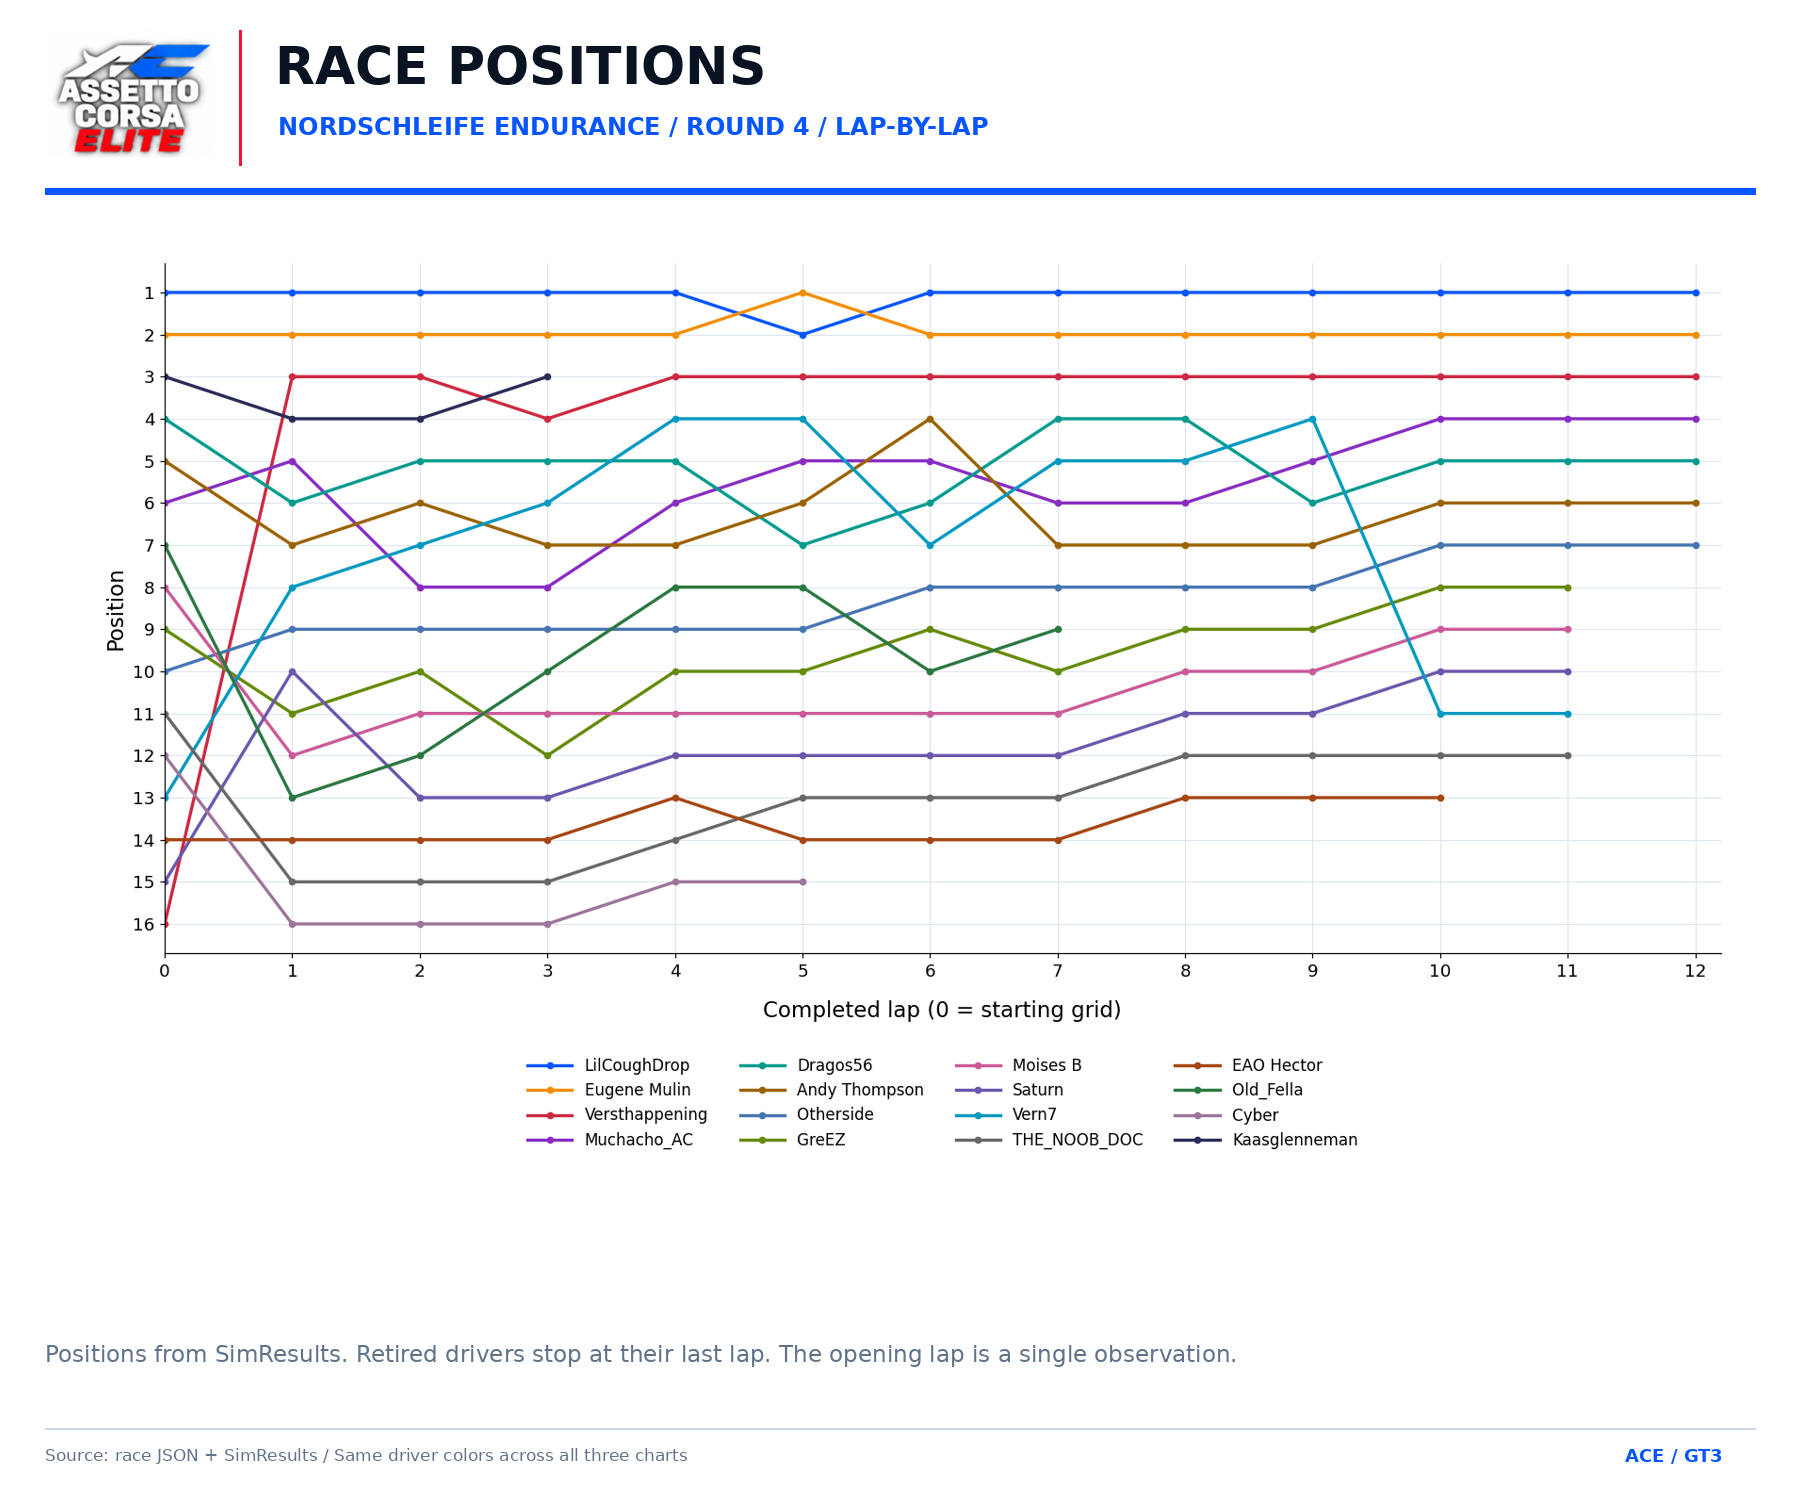 ASSETTO
CORSA
ELITE
RACE POSITIONS
NORDSCHLEIFE ENDURANCE / ROUND 4 / LAP-BY-LAP
Position
1
2
3
4
5
6
7
8
9
10
11
12
13
14
15
16
0 1 2 3 4 5 6 7 8 9 10 11 12
Completed lap (0 = starting grid)
LilCoughDrop Dragos56 Moises B EAO Hector
Eugene Mulin Andy Thompson Saturn Old_Fella
Versthappening Otherside Vern7 Cyber
Muchacho_AC GreEZ THE_NOOB_DOC Kaasglenneman
Positions from SimResults. Retired drivers stop at their last lap. The opening lap is a single observation.
Source: race JSON + SimResults / Same driver colors across all three charts
ACE / GT3